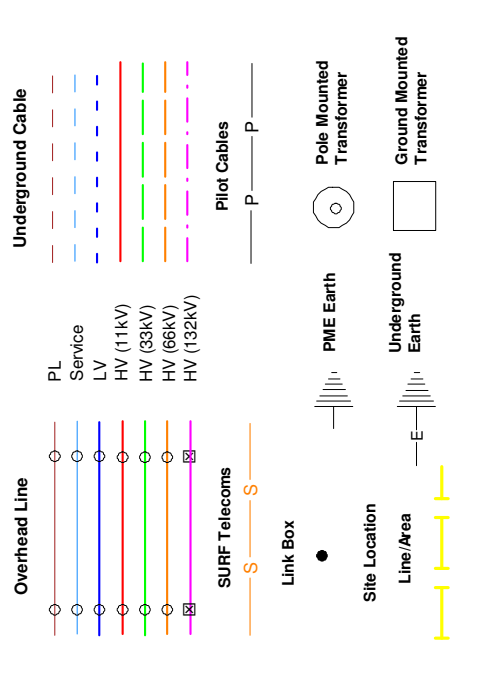 Overhead Line
Underground Cable
PL
Service
LV
HV (11kV)
HV (33kV)
HV (66kV)
HV (132kV)
SURF Telecoms
S S
Pilot Cables
P P
Link Box
PME Earth
Pole Mounted
Transformer
Site Location
Line/Area
E
Underground
Earth
Ground Mounted
Transformer